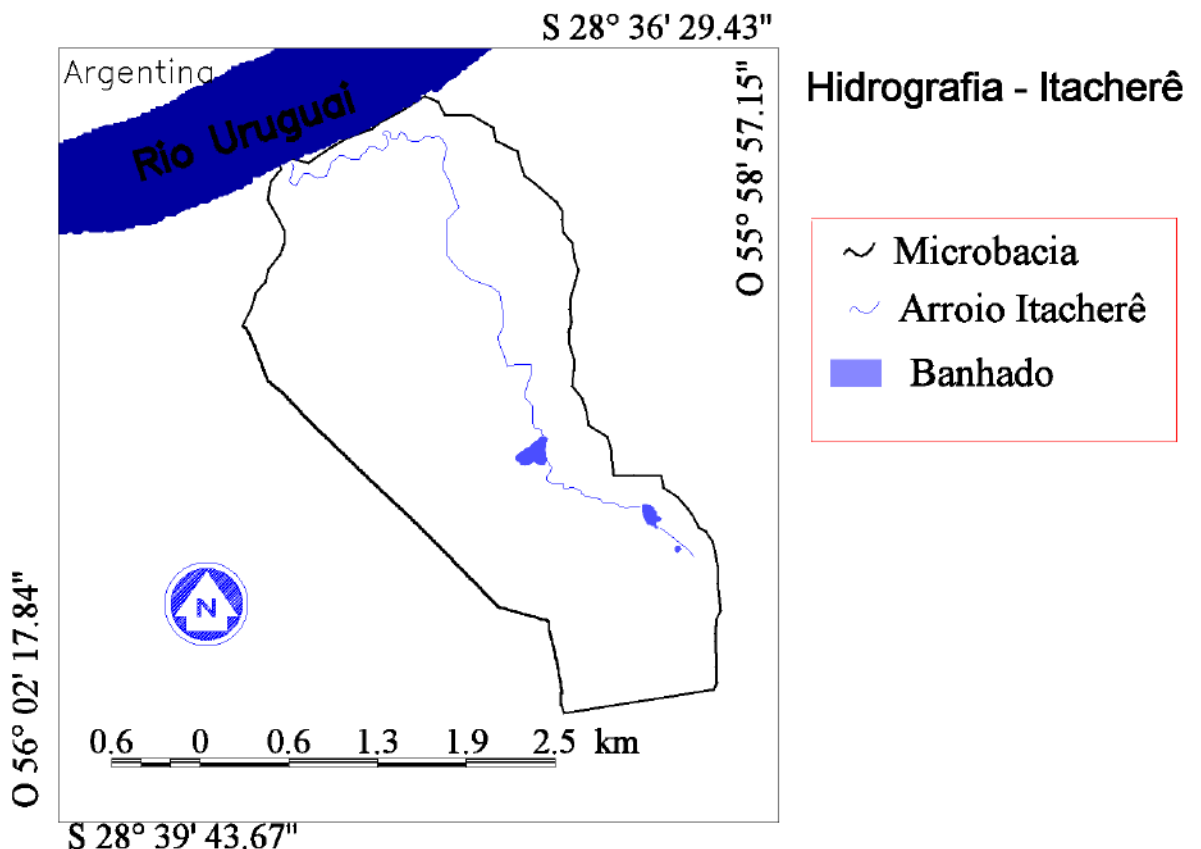 S 28° 36' 29.43"
Argentina
Rio Uruguai
O 55° 58' 57.15"
Hidrografia - Itacherê
Microbacia
Arroio Itacherê
Banhado
N
O 56° 02' 17.84"
0.6 0 0.6 1.3 1.9 2.5 km
S 28° 39' 43.67"